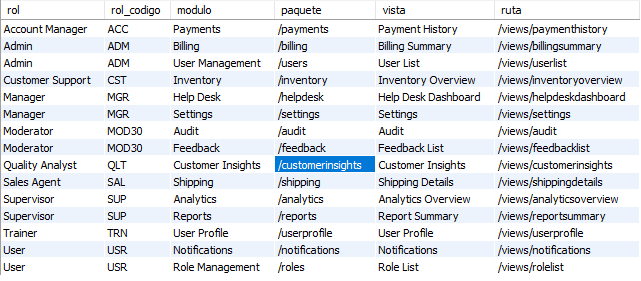 rol rol_codigo modulo paquete vista ruta
Account Manager ACC Payments /payments Payment History /views/paymenthistory
Admin ADM Billing /billing Billing Summary /views/billingsummary
Admin ADM User Management /users User List /views/userlist
Customer Support CST Inventory /inventory Inventory Overview /views/inventoryoverview
Manager MGR Help Desk /helpdesk Help Desk Dashboard /views/helpdeskdashboard
Manager MGR Settings /settings Settings /views/settings
Moderator MOD30 Audit /audit Audit /views/audit
Moderator MOD30 Feedback /feedback Feedback List /views/feedbacklist
Quality Analyst QLT Customer Insights /customerinsights Customer Insights /views/customerinsights
Sales Agent SAL Shipping /shipping Shipping Details /views/shippingdetails
Supervisor SUP Analytics /analytics Analytics Overview /views/analyticsoverview
Supervisor SUP Reports /reports Report Summary /views/reportsummary
Trainer TRN User Profile /userprofile User Profile /views/userprofile
User USR Notifications /notifications Notifications /views/notifications
User USR Role Management /roles Role List /views/rolelist